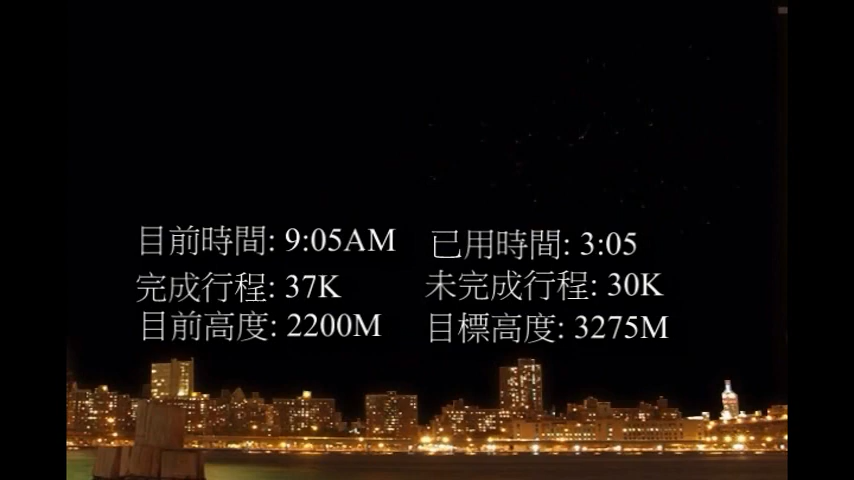 目前時間: 9:05AM 已用時間: 3:05
完成行程: 37K 未完成行程: 30K
目前高度: 2200M 目標高度: 3275M